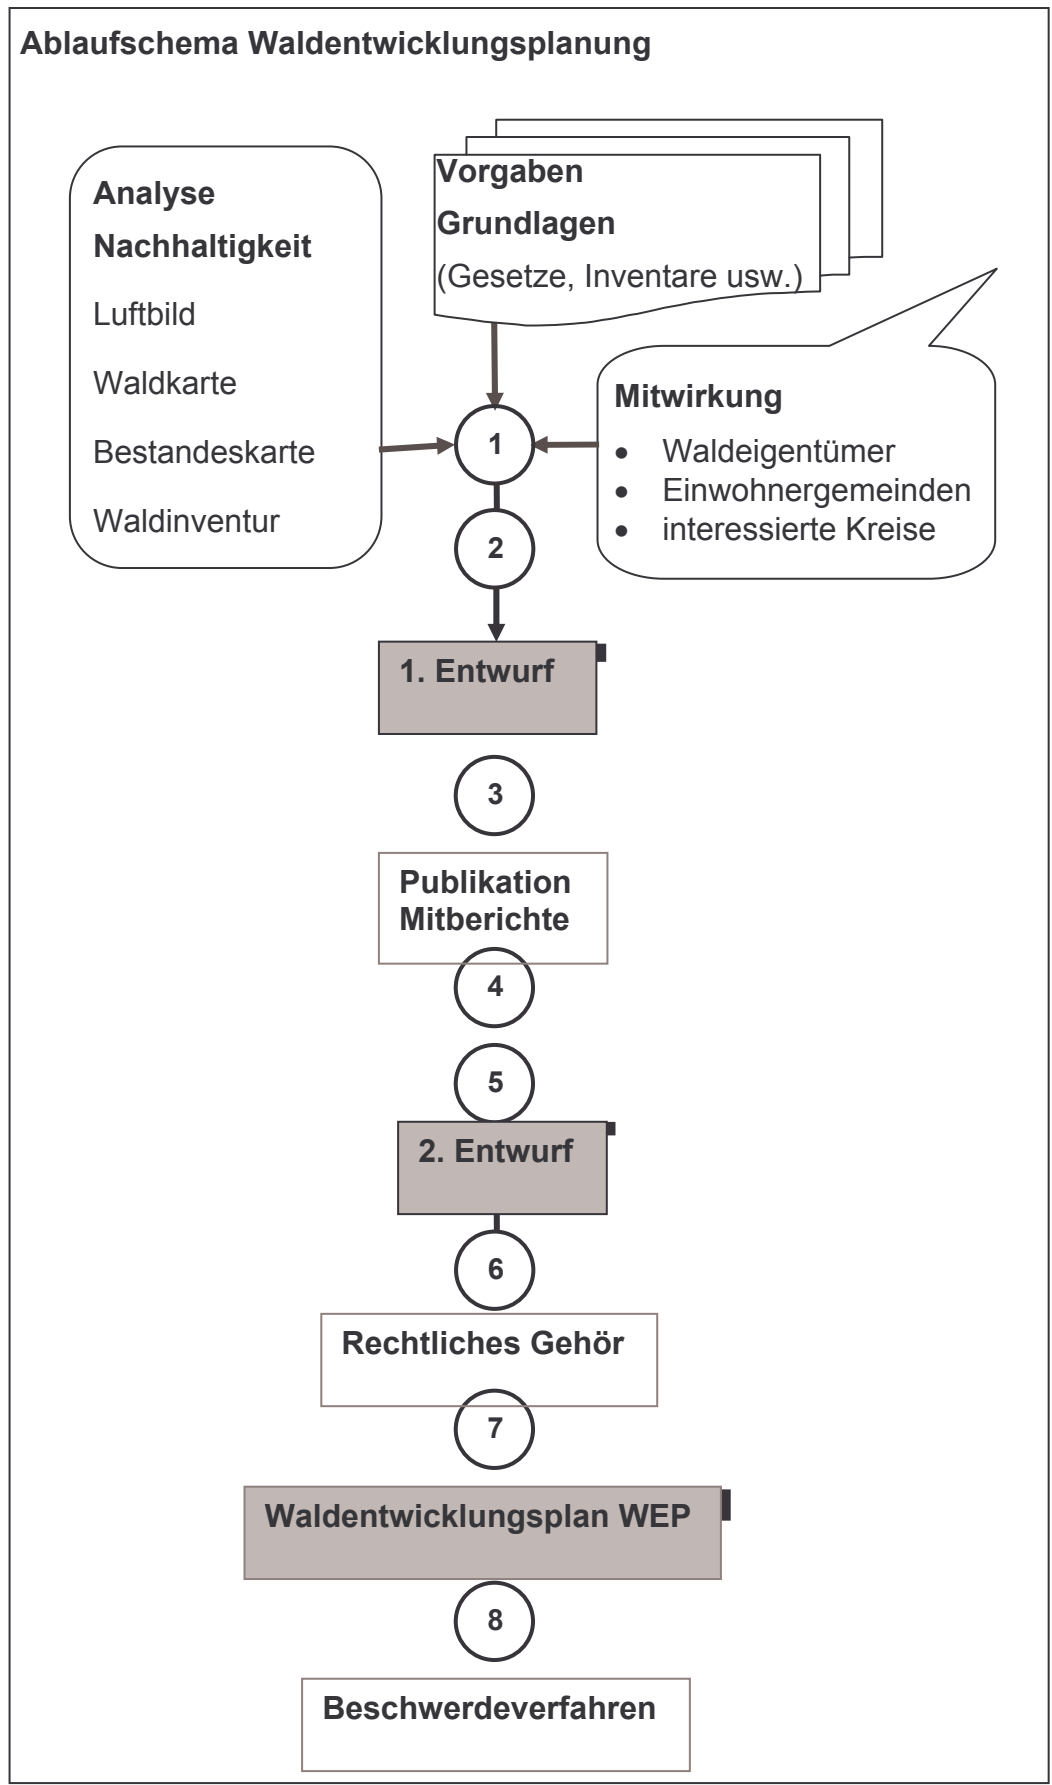 Ablaufschema Waldentwicklungsplanung
Analyse
Nachhaltigkeit
Luftbild
Waldkarte
Bestandeskarte
Waldinventur
Vorgaben
Grundlagen
(Gesetze, Inventare usw.)
Mitwirkung
• Waldeigentümer
• Einwohnergemeinden
• interessierte Kreise
1
2
1. Entwurf
3
Publikation
Mitberichte
4
5
2. Entwurf
6
Rechtliches Gehör
7
Waldentwicklungsplan WEP
8
Beschwerdeverfahren